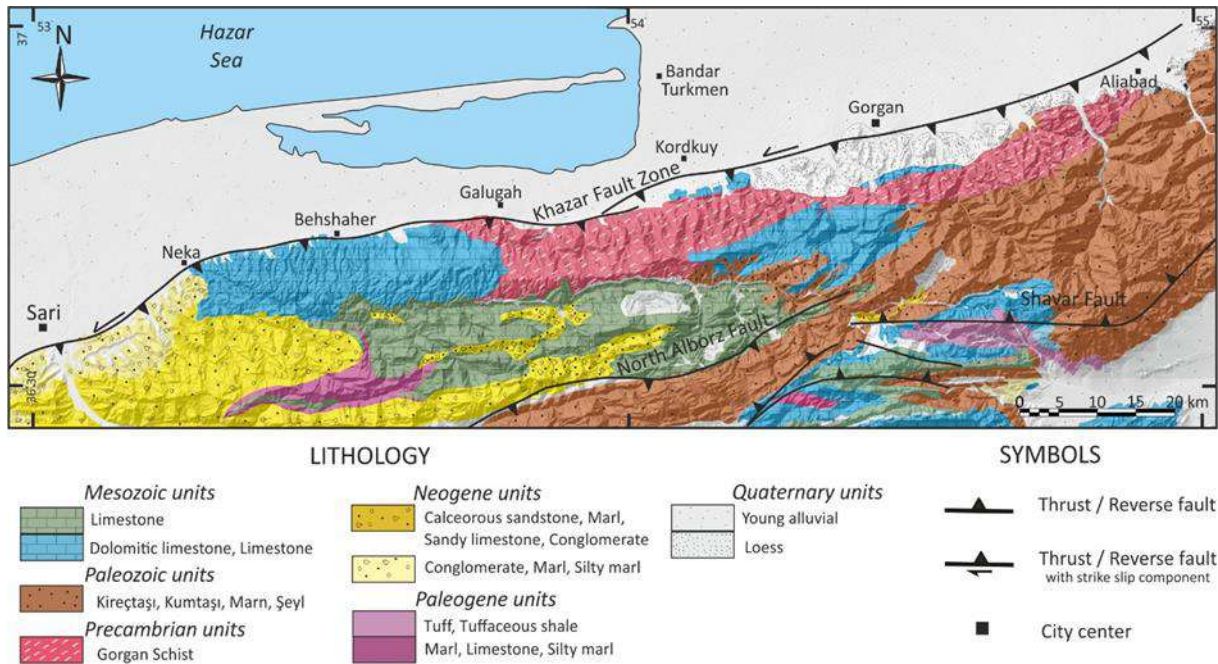 53°
54°
55°
37°
N
Hazar
Sea
Bandar
Turkmen
Aliabad
Gorgan
Kordkuy
Khazar Fault Zone
Galugah
Behshaher
Neka
Sari
Shavar Fault
North Alborz Fault
36.30°
0 5 10 15 20 km
LITHOLOGY
Mesozoic units
Limestone
Dolomitic limestone, Limestone
Paleozoic units
Kireçtaşı, Kumtaşı, Marn, Şeyl
Precambrian units
Gorgan Schist
Neogene units
Calceorous sandstone, Marl,
Sandy limestone, Conglomerate
Conglomerate, Marl, Silty marl
Paleogene units
Tuff, Tuffaceous shale
Marl, Limestone, Silty marl
Quaternary units
Young alluvial
Loess
SYMBOLS
Thrust / Reverse fault
Thrust / Reverse fault
with strike slip component
City center